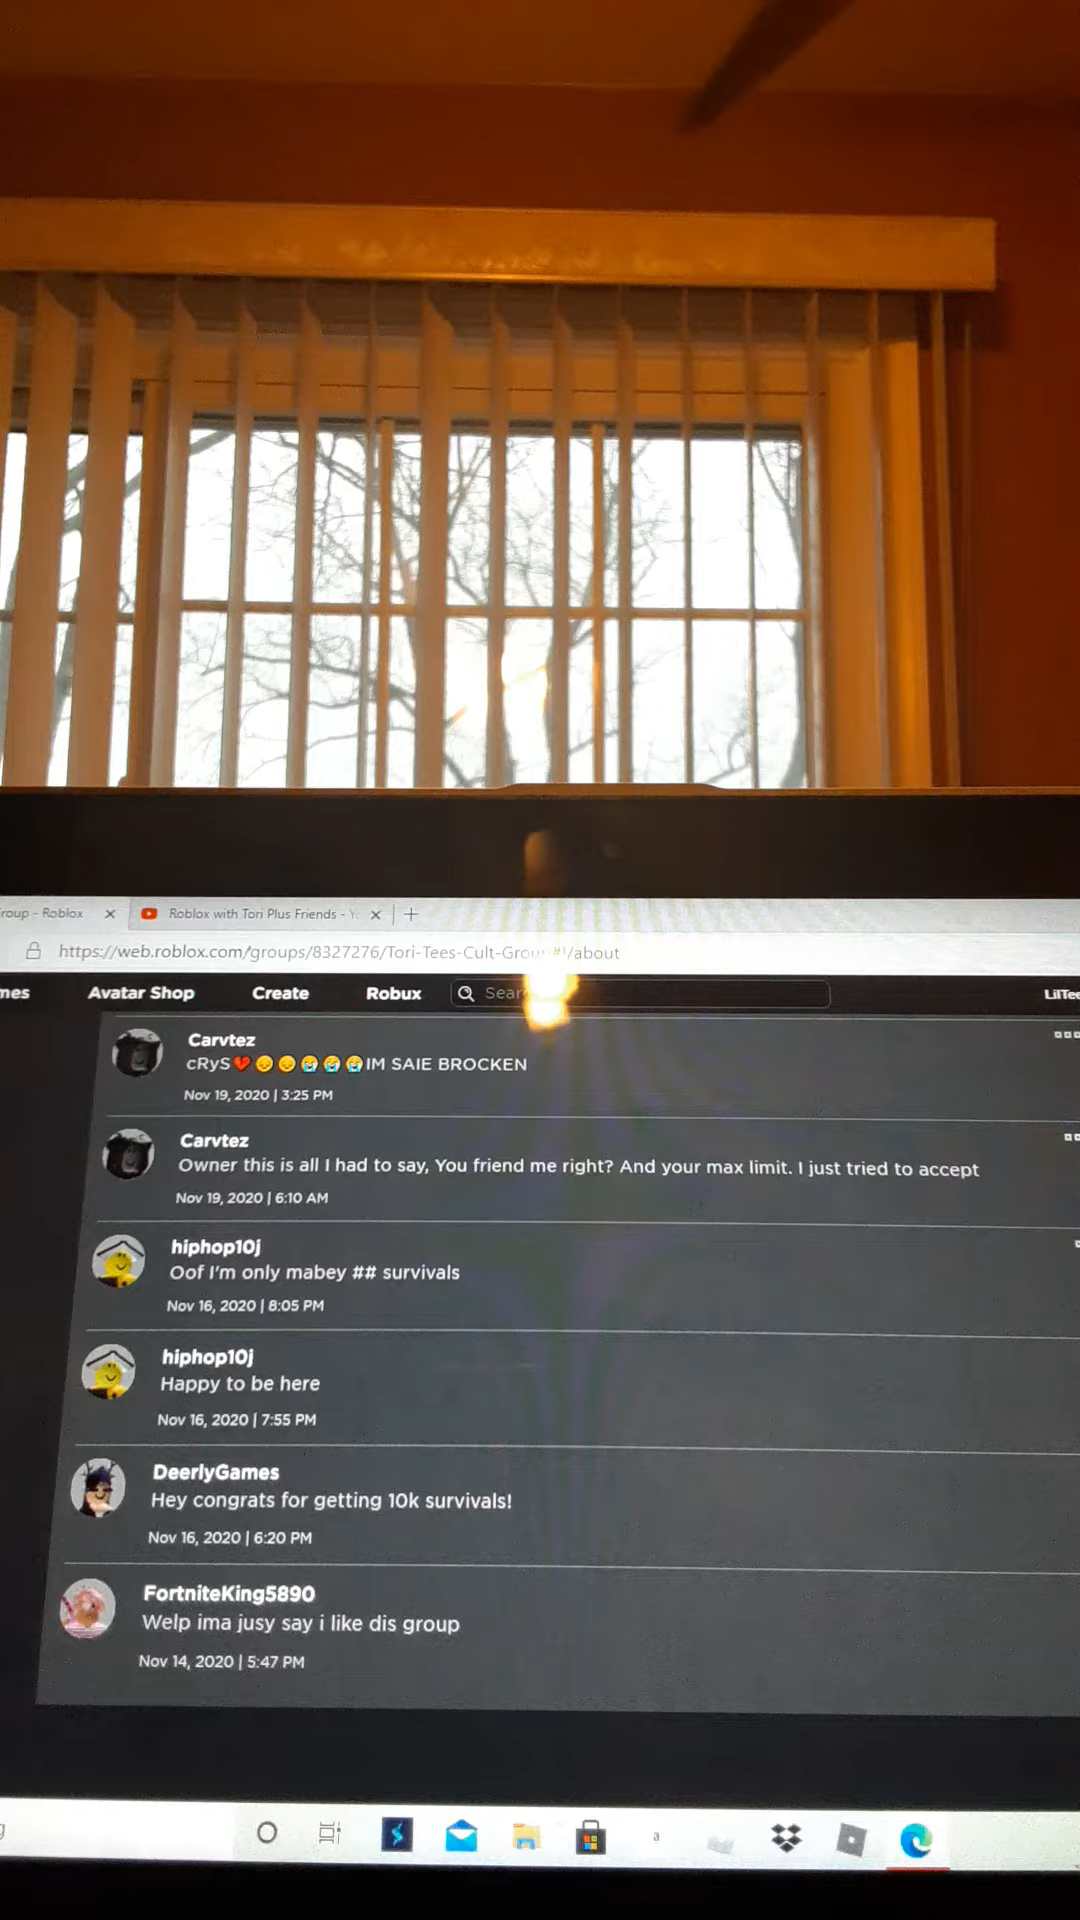 roup - Roblox
Roblox with Tori Plus Friends -
https://web.roblox.com/groups/8327276/Tori-Tees-Cult-Grou #!/about
mes Avatar Shop Create Robux Sear LilTee
Carvtez
cRyS💔😔😔😭😭😭IM SAIE BROCKEN
Nov 19, 2020 | 3:25 PM
Carvtez
Owner this is all I had to say, You friend me right? And your max limit. I just tried to accept
Nov 19, 2020 | 6:10 AM
hiphop10j
Oof I'm only mabey ## survivals
Nov 16, 2020 | 8:05 PM
hiphop10j
Happy to be here
Nov 16, 2020 | 7:55 PM
DeerlyGames
Hey congrats for getting 10k survivals!
Nov 16, 2020 | 6:20 PM
FortniteKing5890
Welp ima jusy say i like dis group
Nov 14, 2020 | 5:47 PM
a